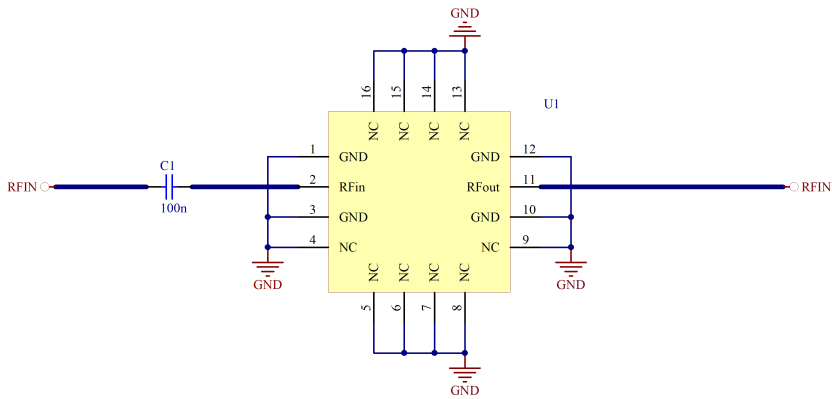 GND
U1
16 15 14 13
NC NC NC NC
1 GND GND 12
C1
RFIN 2 RFin RFout 11 RFIN
100n
3 GND GND 10
4 NC NC 9
NC NC NC NC
GND GND
5 6 7 8
GND